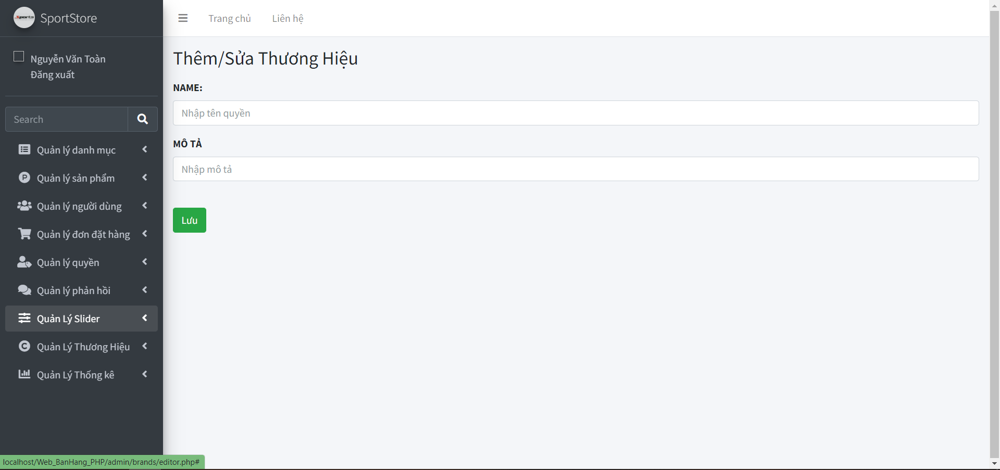 Sports
SportStore
Trang chủ
Liên hệ
Nguyễn Văn Toàn
Đăng xuất
Search
Quản lý danh mục
Quản lý sản phẩm
Quản lý người dùng
Quản lý đơn đặt hàng
Quản lý quyền
Quản lý phản hồi
Quản Lý Slider
Quản Lý Thương Hiệu
Quản Lý Thống kê
Thêm/Sửa Thương Hiệu
NAME:
Nhập tên quyền
MÔ TẢ
Nhập mô tả
Lưu
localhost/Web_BanHang_PHP/admin/brands/editor.php#